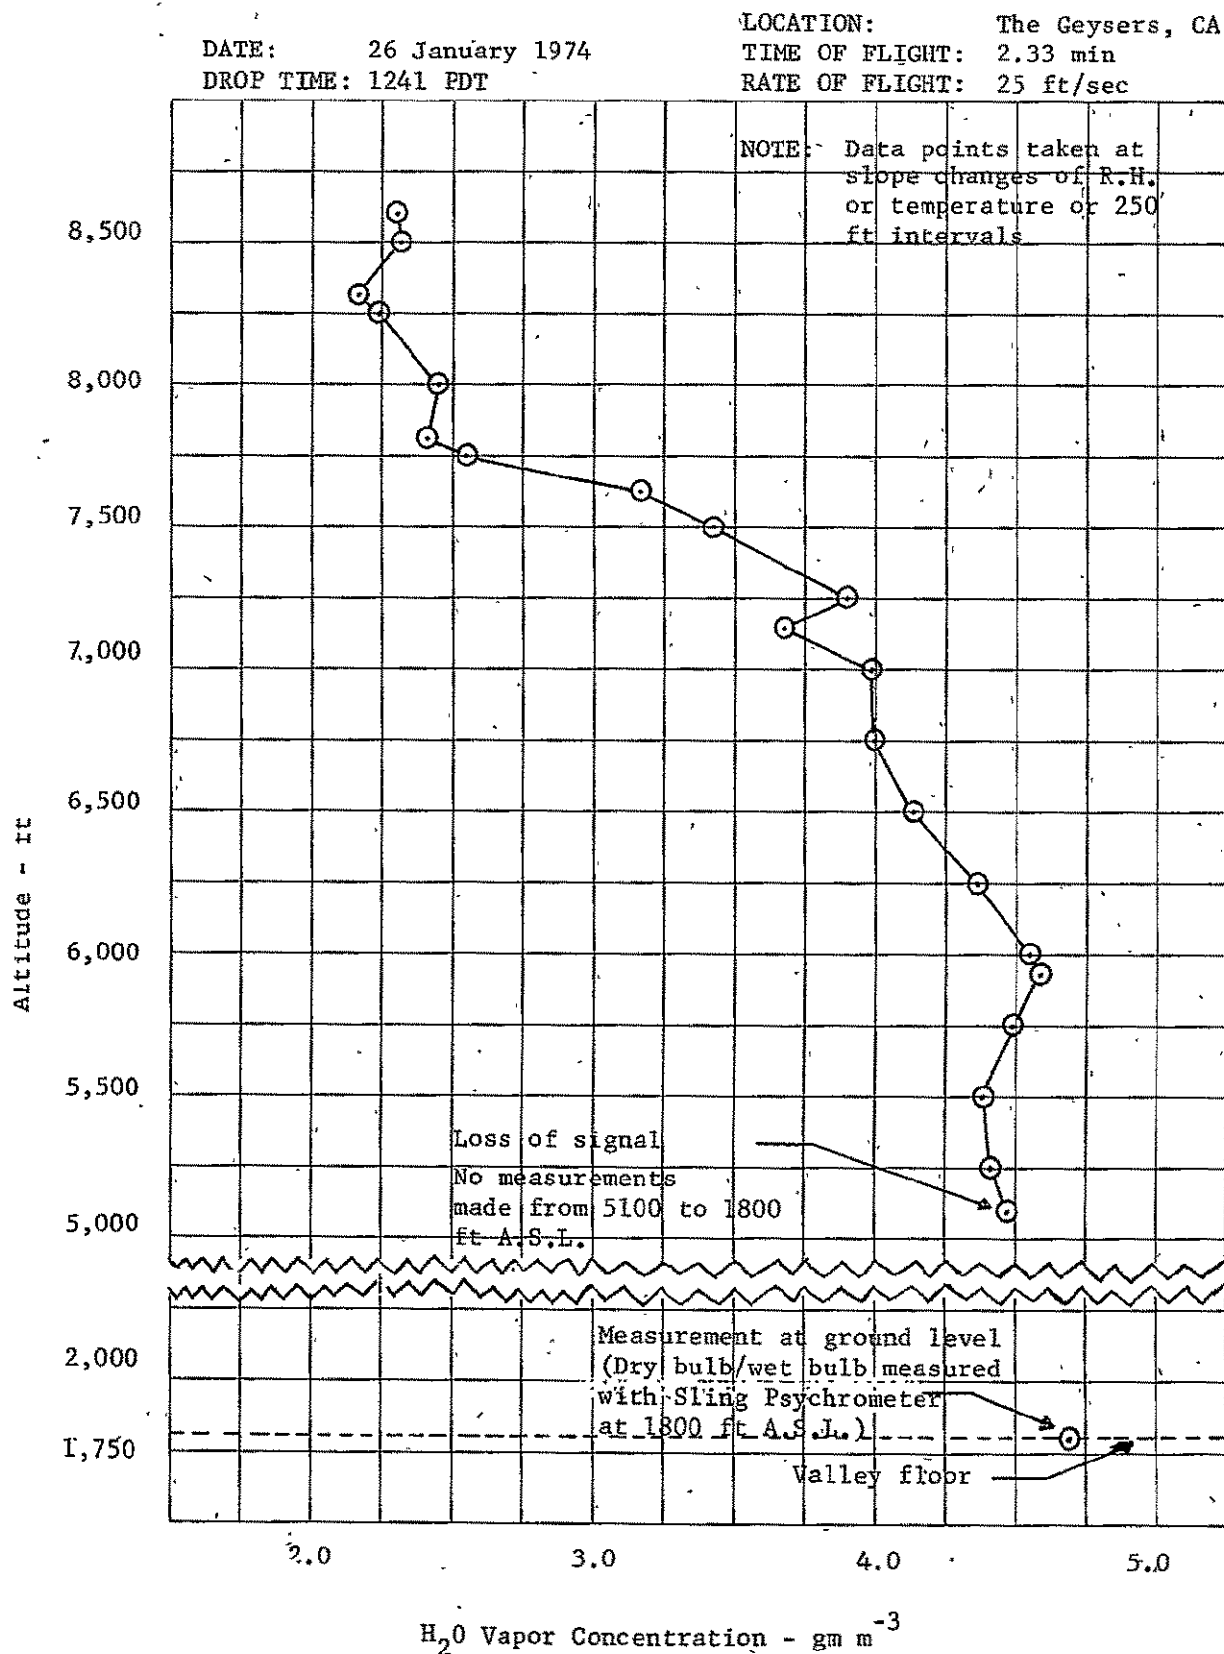 LOCATION: The Geysers, CA
DATE: 26 January 1974
TIME OF FLIGHT: 2.33 min
DROP TIME: 1241 PDT
RATE OF FLIGHT: 25 ft/sec
NOTE: Data points taken at
slope changes of R.H.
or temperature or 250
ft intervals
8,500
8,000
7,500
7,000
6,500
Altitude - ft
6,000
5,500
Loss of signal
No measurements
made from 5100 to 1800
ft A.S.L.
5,000
Measurement at ground level
2,000
(Dry bulb/wet bulb measured
with Sling Psychrometer
at 1800 ft A.S.L.)
1,750
Valley floor
2.0 3.0 4.0 5.0
H₂O Vapor Concentration - gm m⁻³